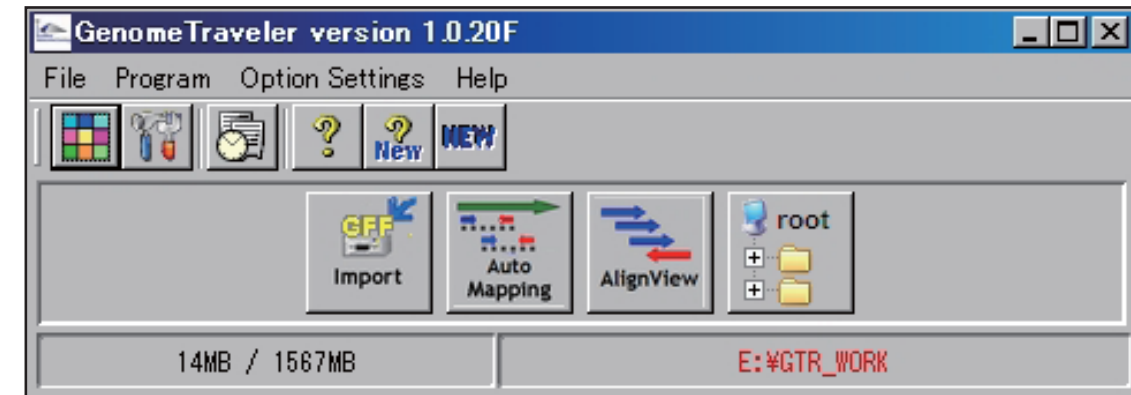 GenomeTraveler version 1.0.20F
File Program Option Settings Help
? ? New NEW
GFF Import
Auto Mapping
AlignView
root
14MB / 1567MB
E:¥GTR_WORK